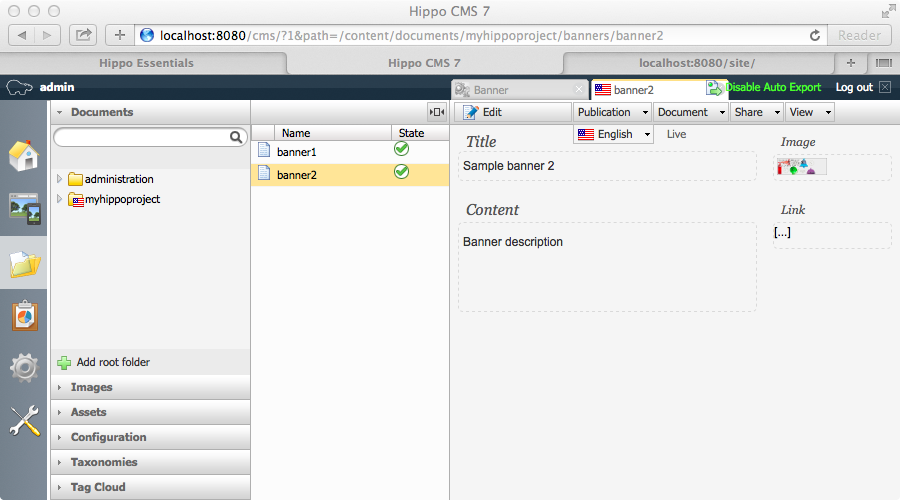 Hippo CMS 7
localhost:8080/cms/?1&path=/content/documents/myhippoproject/banners/banner2
Reader
Hippo Essentials
Hippo CMS 7
localhost:8080/site/
admin
Banner
banner2
Disable Auto Export
Log out
Documents
Edit
Publication
Document
Share
View
English
Live
Name
State
banner1
banner2
administration
myhippoproject
Title
Sample banner 2
Image
Content
Banner description
Link
[...]
Add root folder
Images
Assets
Configuration
Taxonomies
Tag Cloud